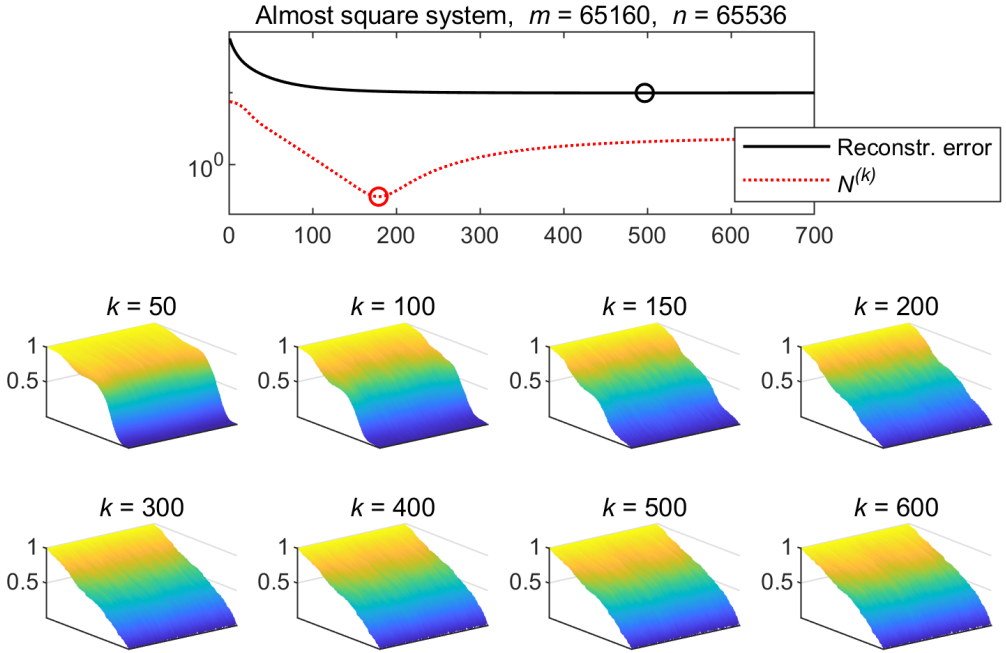 Almost square system, m = 65160, n = 65536
10^0
Reconstr. error
N^(k)
0 100 200 300 400 500 600 700
k = 50 k = 100 k = 150 k = 200
1 1 1 1
0.5 0.5 0.5 0.5
k = 300 k = 400 k = 500 k = 600
1 1 1 1
0.5 0.5 0.5 0.5